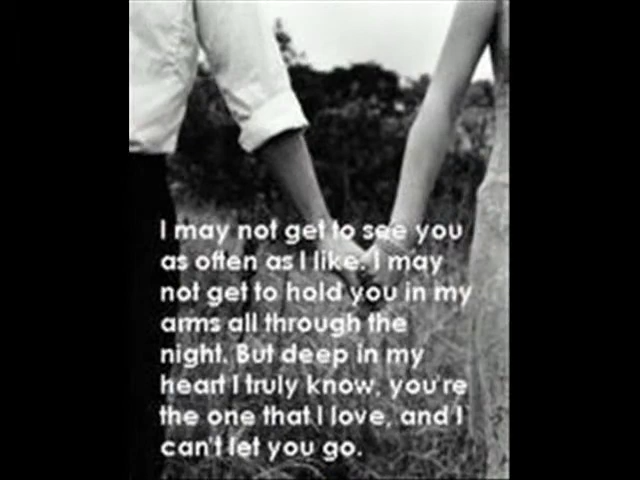 I may not get to see you
as often as I like. I may
not get to hold you in my
arms all through the
night. But deep in my
heart I truly know, you're
the one that I love, and I
can't let you go.